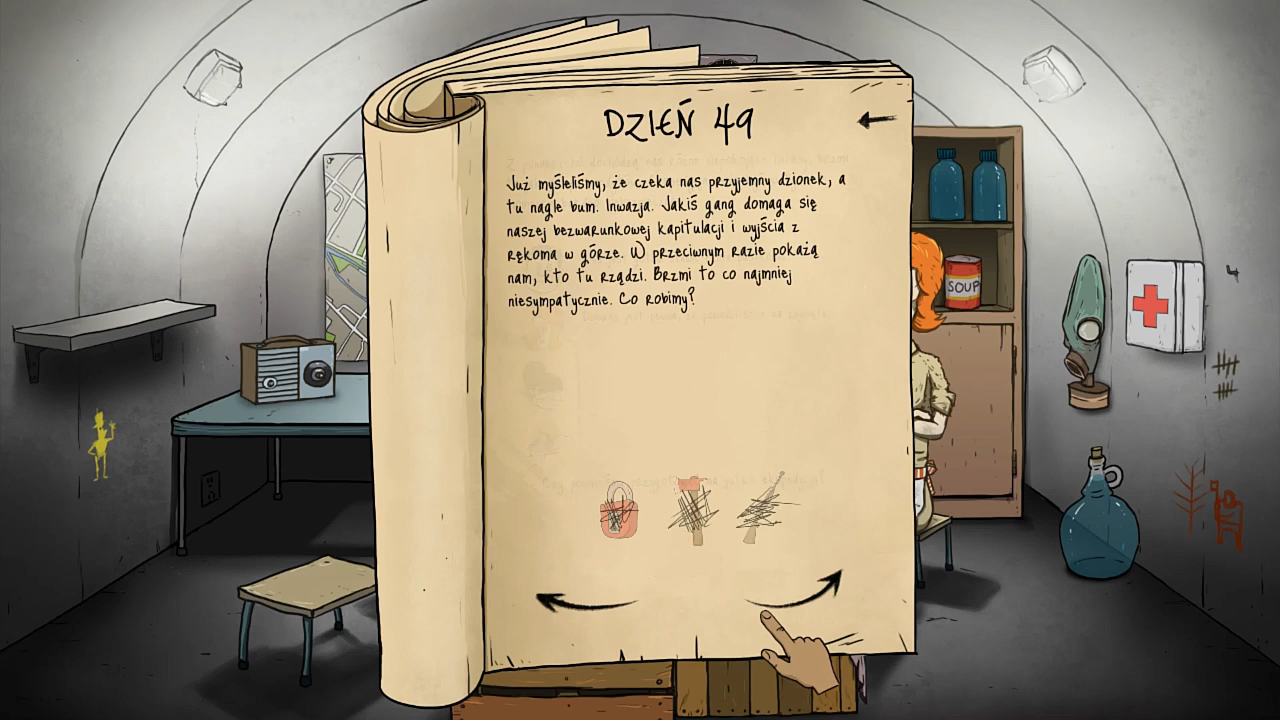 DZIEŃ 49
Już myśleliśmy, że czeka nas przyjemny dzionek, a
tu nagle bum. Inwazja. Jakiś gang domaga się
naszej bezwarunkowej kapitulacji i wyjścia z
rękoma w górze. W przeciwnym razie pokażą
nam, kto tu rządzi. Brzmi to co najmniej
niesympatycznie. Co robimy?
SOUP